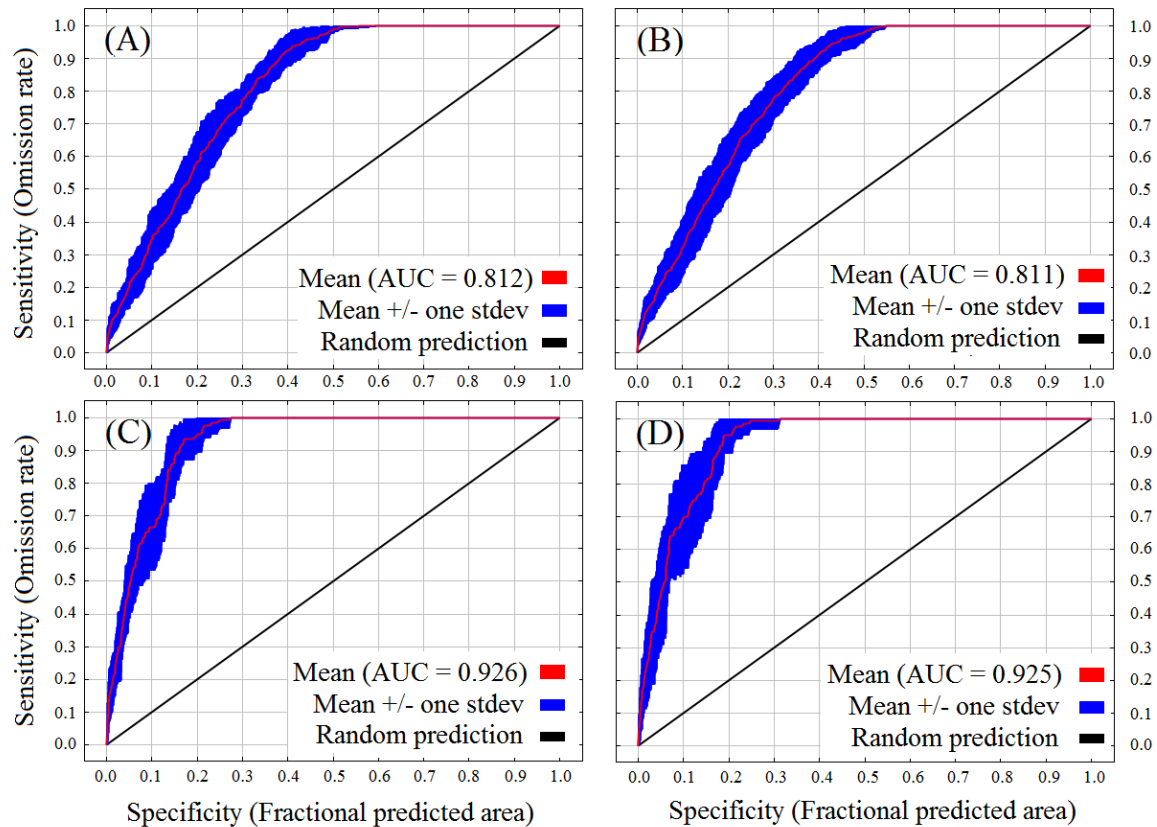 (A)
1.0
0.9
0.8
0.7
0.6
0.5
0.4
0.3
0.2
0.1
0.0
Sensitivity (Omission rate)
Mean (AUC = 0.812)
Mean +/- one stdev
Random prediction
0.0 0.1 0.2 0.3 0.4 0.5 0.6 0.7 0.8 0.9 1.0
(B)
Mean (AUC = 0.811)
Mean +/- one stdev
Random prediction
1.0
0.9
0.8
0.7
0.6
0.5
0.4
0.3
0.2
0.1
0.0
0.0 0.1 0.2 0.3 0.4 0.5 0.6 0.7 0.8 0.9 1.0
(C)
1.0
0.9
0.8
0.7
0.6
0.5
0.4
0.3
0.2
0.1
0.0
Sensitivity (Omission rate)
Mean (AUC = 0.926)
Mean +/- one stdev
Random prediction
0.0 0.1 0.2 0.3 0.4 0.5 0.6 0.7 0.8 0.9 1.0
Specificity (Fractional predicted area)
(D)
Mean (AUC = 0.925)
Mean +/- one stdev
Random prediction
1.0
0.9
0.8
0.7
0.6
0.5
0.4
0.3
0.2
0.1
0.0
0.0 0.1 0.2 0.3 0.4 0.5 0.6 0.7 0.8 0.9 1.0
Specificity (Fractional predicted area)